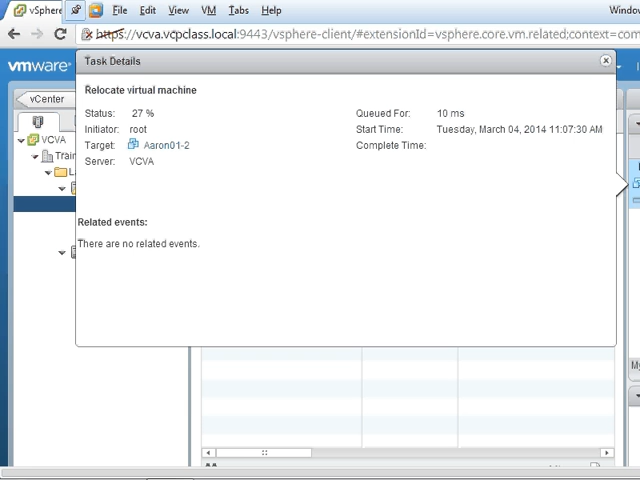 vSphere File Edit View VM Tabs Help Window
https://vcva.vcpclass.local:9443/vsphere-client/#extensionId=vsphere.core.vm.related;context=com
vmware
Task Details
vCenter
Relocate virtual machine
Status: 27 % Queued For: 10 ms
Initiator: root Start Time: Tuesday, March 04, 2014 11:07:30 AM
Target: Aaron01-2 Complete Time:
Server: VCVA
VCVA
Train
Related events:
There are no related events.
My